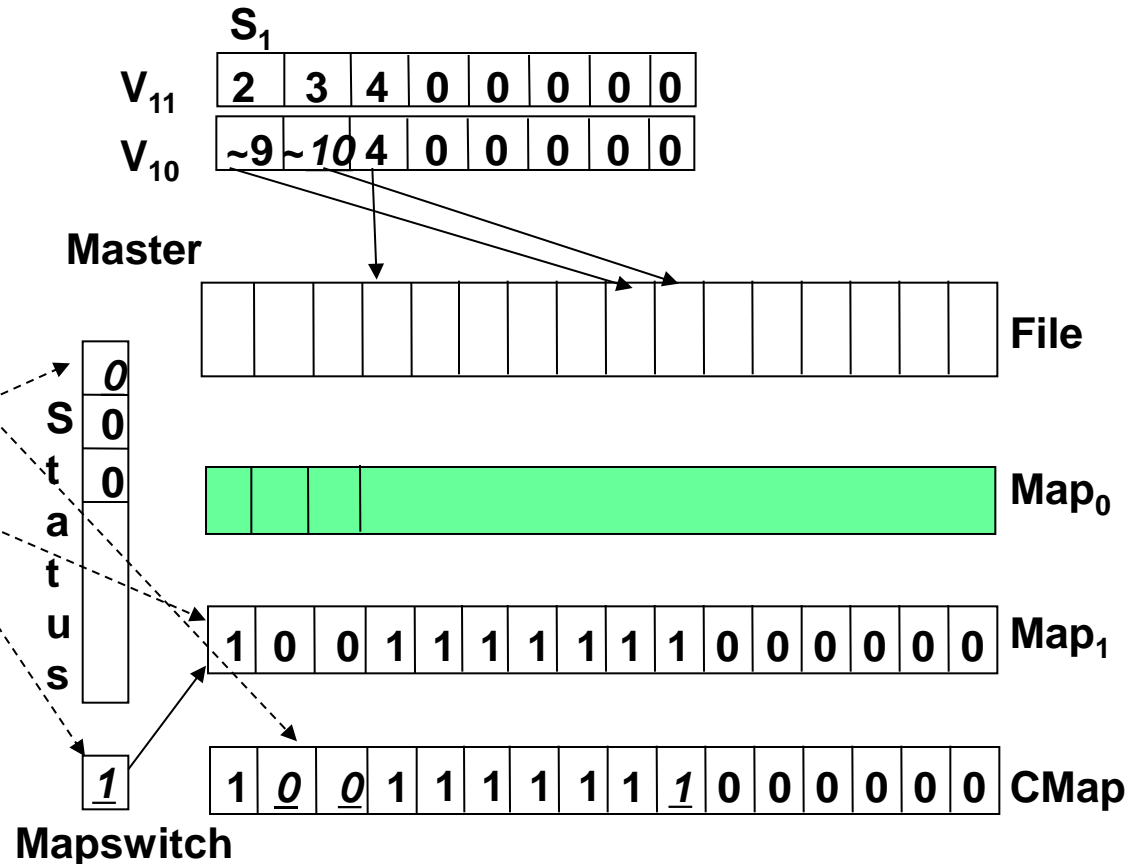 S₁
V₁₁ 2 3 4 0 0 0 0 0
V₁₀ ~9 ~10 4 0 0 0 0 0
Master
File
Status
0
0
0
Map₀
1 0 0 1 1 1 1 1 1 1 0 0 0 0 0 0 Map₁
1 1 0 0 1 1 1 1 1 1 1 0 0 0 0 0 0 CMap
Mapswitch